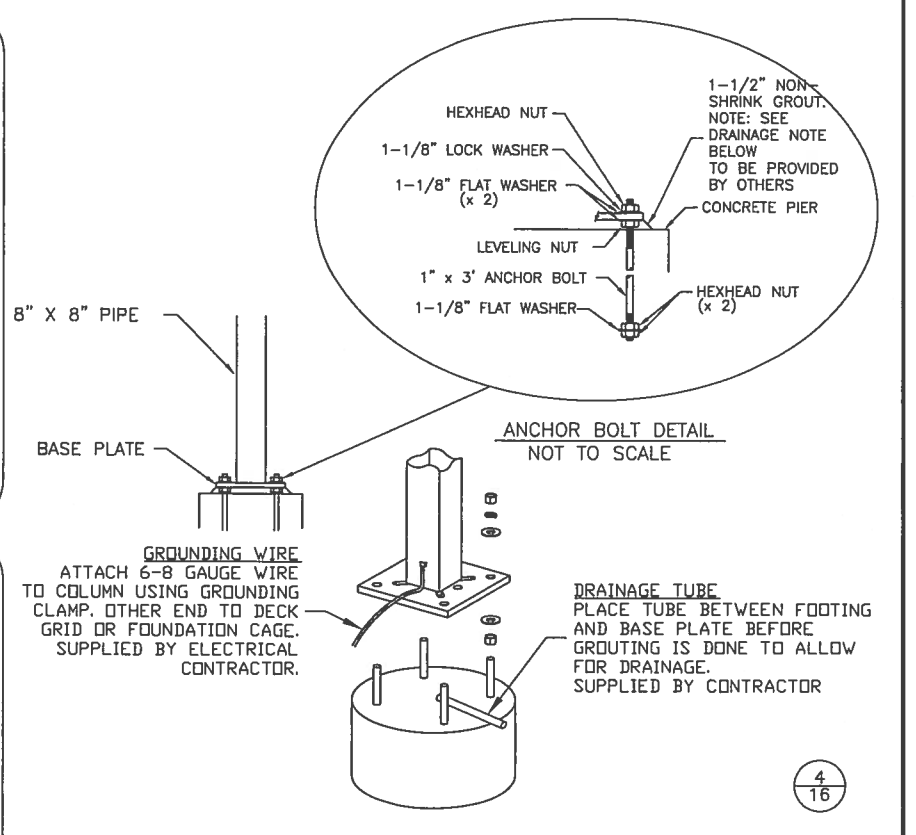 1-1/2" NON-
SHRINK GROUT.
NOTE: SEE
DRAINAGE NOTE
BELOW
TO BE PROVIDED
BY OTHERS
HEXHEAD NUT
1-1/8" LOCK WASHER
1-1/8" FLAT WASHER
(x 2)
CONCRETE PIER
LEVELING NUT
1" x 3' ANCHOR BOLT
1-1/8" FLAT WASHER
HEXHEAD NUT
(x 2)
8" X 8" PIPE
BASE PLATE
ANCHOR BOLT DETAIL
NOT TO SCALE
GROUNDING WIRE
ATTACH 6-8 GAUGE WIRE
TO COLUMN USING GROUNDING
CLAMP. OTHER END TO DECK
GRID OR FOUNDATION CAGE.
SUPPLIED BY ELECTRICAL
CONTRACTOR.
DRAINAGE TUBE
PLACE TUBE BETWEEN FOOTING
AND BASE PLATE BEFORE
GROUTING IS DONE TO ALLOW
FOR DRAINAGE.
SUPPLIED BY CONTRACTOR
4
16